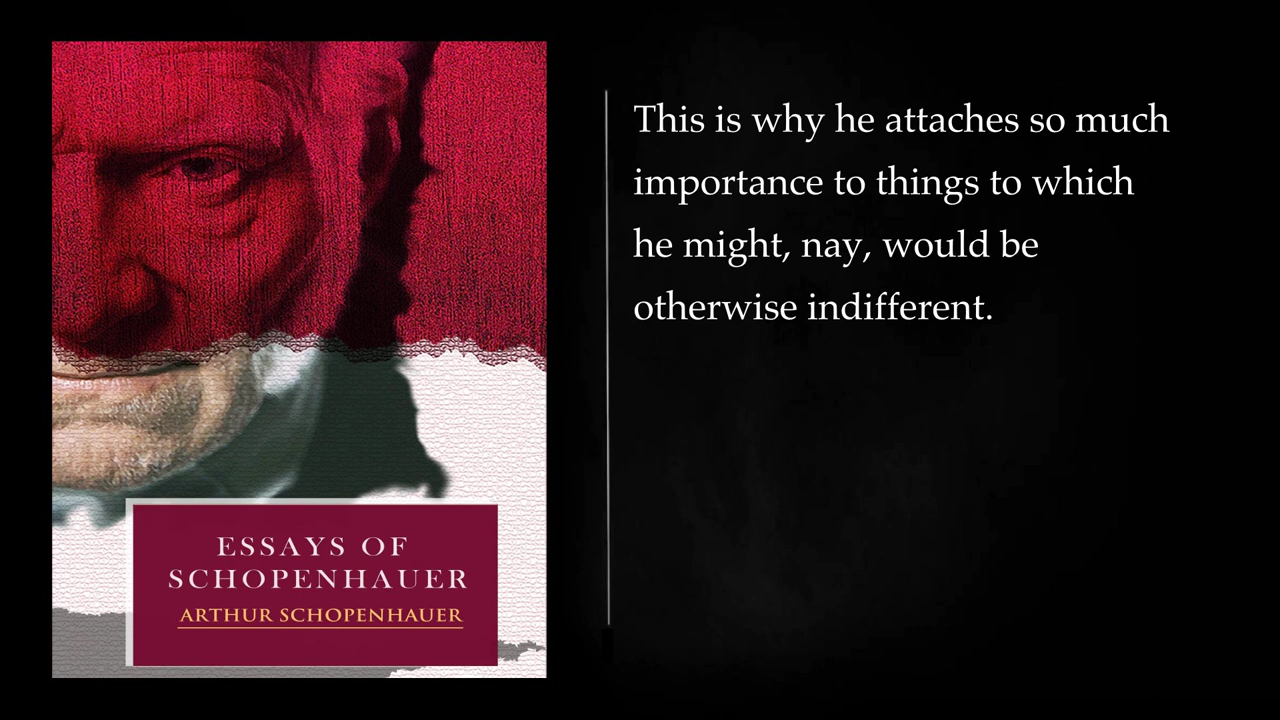 ESSAYS OF
SCHOPENHAUER
ARTHUR SCHOPENHAUER
This is why he attaches so much
importance to things to which
he might, nay, would be
otherwise indifferent.